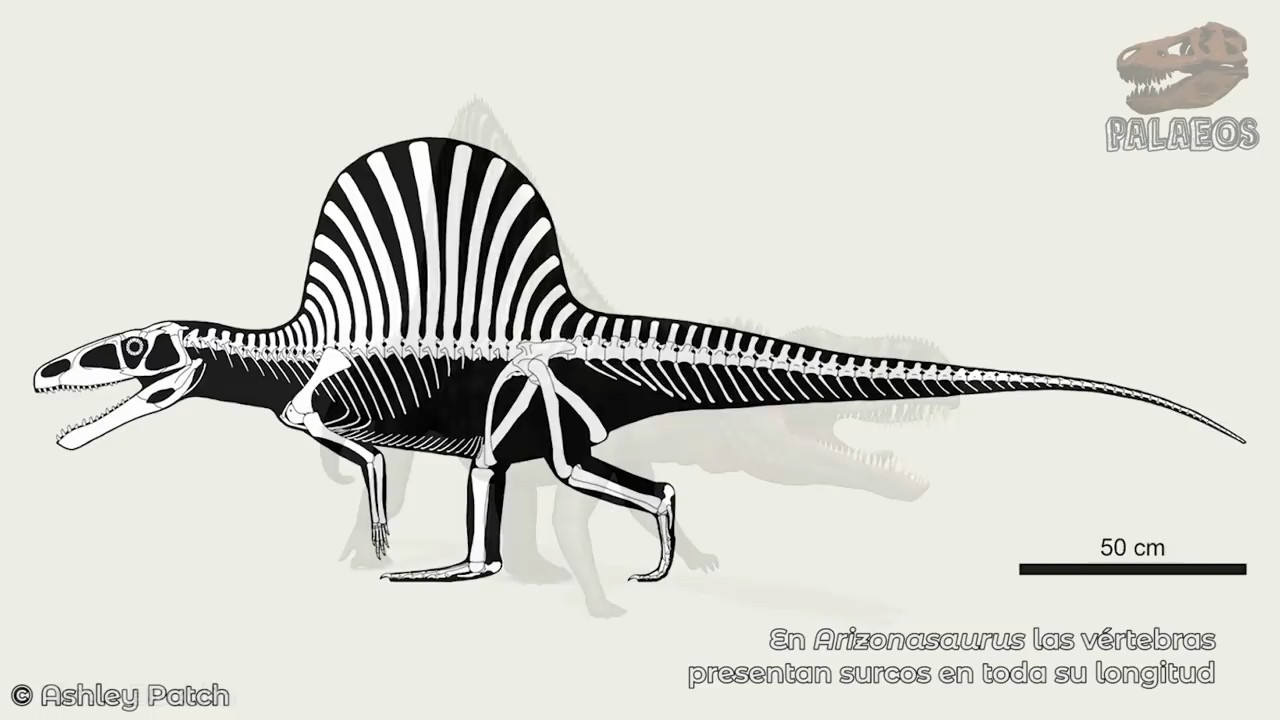 PALAEOS
50 cm
En Arizonasaurus las vértebras
presentan surcos en toda su longitud
© Ashley Patch